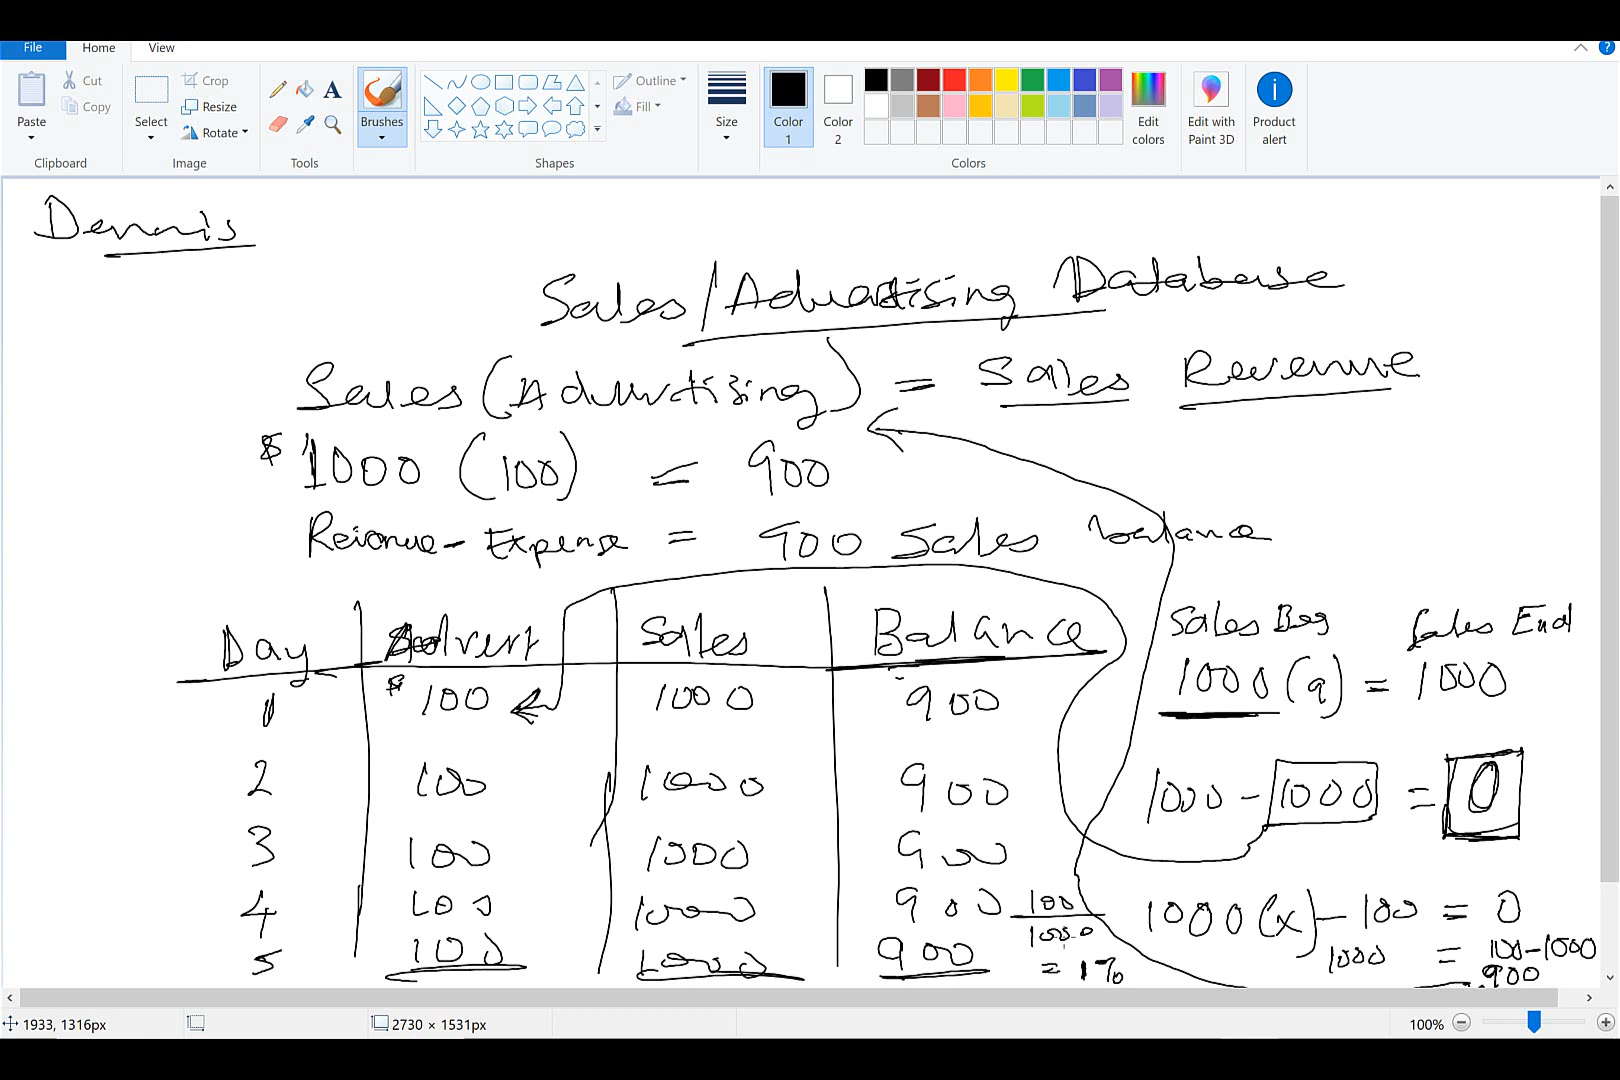 File Home View
Paste Cut Copy Clipboard
Select Crop Resize Rotate Image
Tools
Brushes
Outline Fill Shapes
Size
Color 1 Color 2 Edit colors Colors
Edit with Paint 3D
Product alert
Dennis
Sales/Advertising Database
Sales (Advertising) = Sales Revenue
$ 1000 (100) = 900
Revenue - Expense = 900 Sales balance
Day Advert Sales Balance
1 $ 100 1000 900
2 100 1000 900
3 100 1000 900
4 100 1000 900
5 100 1000 900
100
1000
= 1%
Sales Beg Sales End
1000 (a) = 1000
1000 - 1000 = 0
1000 (x) - 100 = 0
1000 = 100-1000
900
1933, 1316px 2730 × 1531px 100%